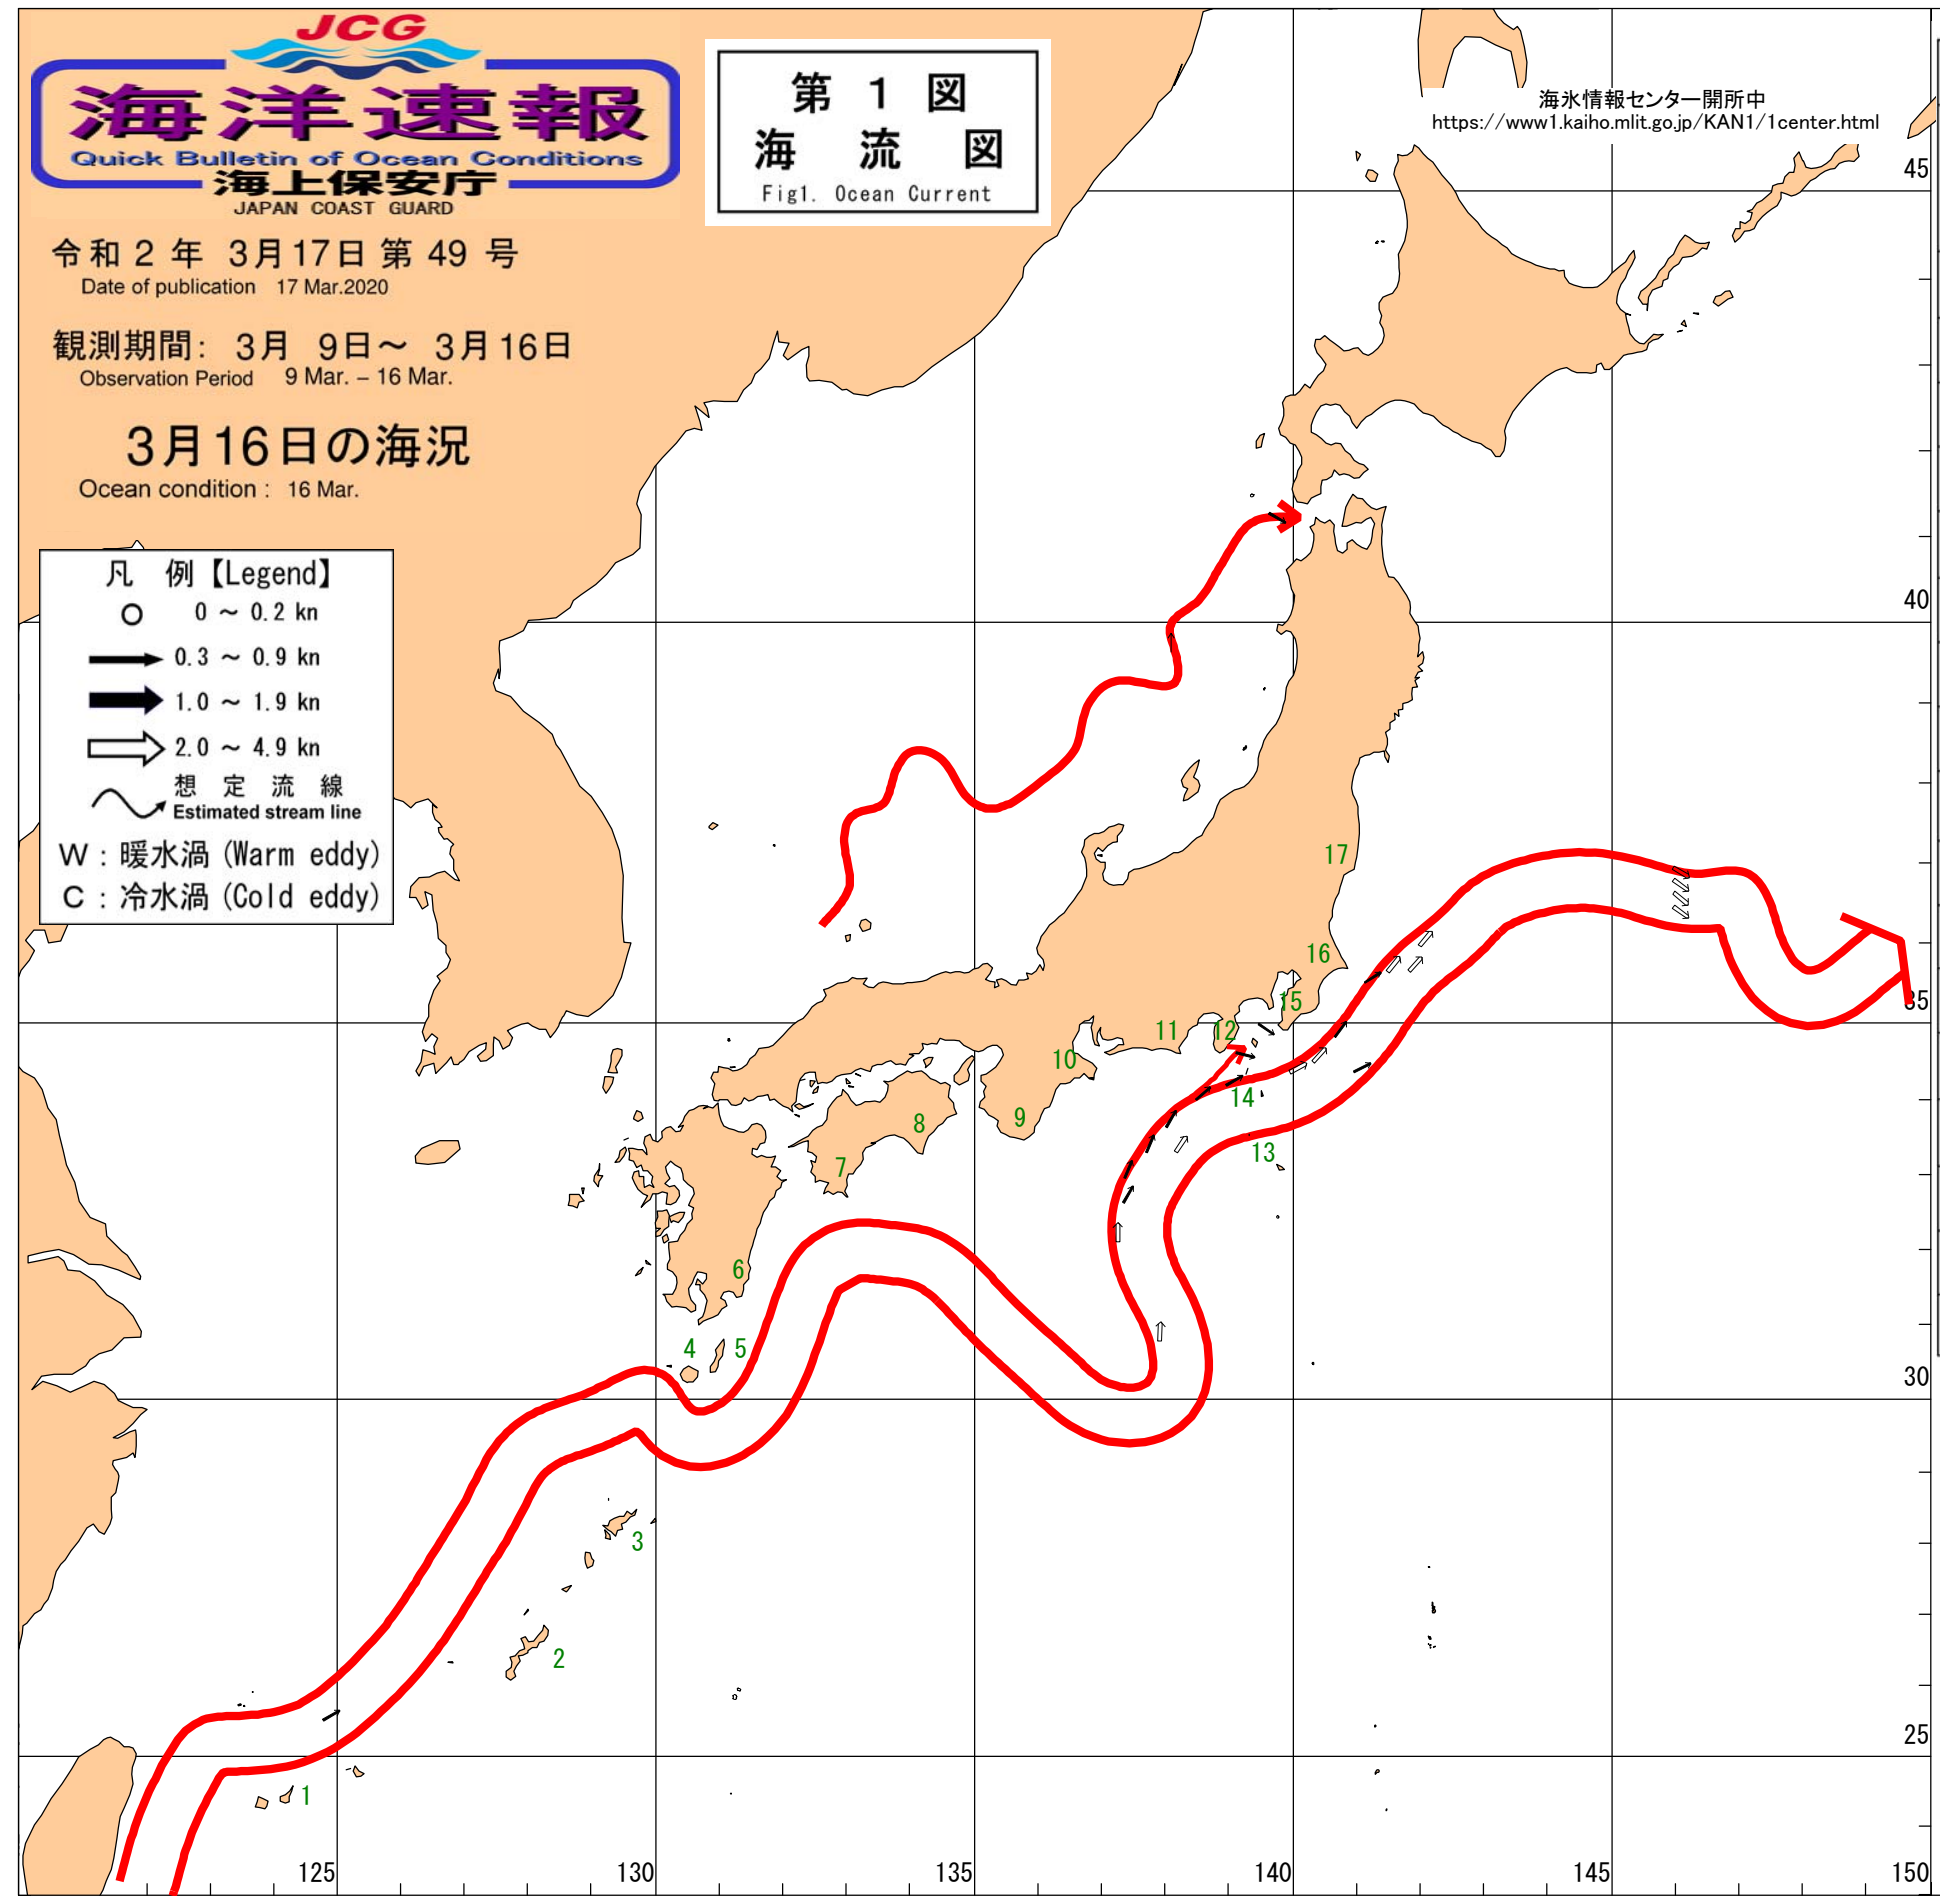 JCG
海洋速報
Quick Bulletin of Ocean Conditions
海上保安庁
JAPAN COAST GUARD
令和 2 年 3月17日 第 49 号
Date of publication 17 Mar.2020
観測期間: 3月 9日～ 3月16日
Observation Period 9 Mar. – 16 Mar.
3月16日の海況
Ocean condition : 16 Mar.
第 1 図
海 流 図
Fig1. Ocean Current
海氷情報センター開所中
https://www1.kaiho.mlit.go.jp/KAN1/1center.html
凡 例【Legend】
0 ～ 0.2 kn
0.3 ～ 0.9 kn
1.0 ～ 1.9 kn
2.0 ～ 4.9 kn
想 定 流 線
Estimated stream line
W : 暖水渦 (Warm eddy)
C : 冷水渦 (Cold eddy)
45
40
17
16
35
15
12
11
10
14
9
8
13
7
6
5
4
30
3
2
25
1
125
130
135
140
145
150